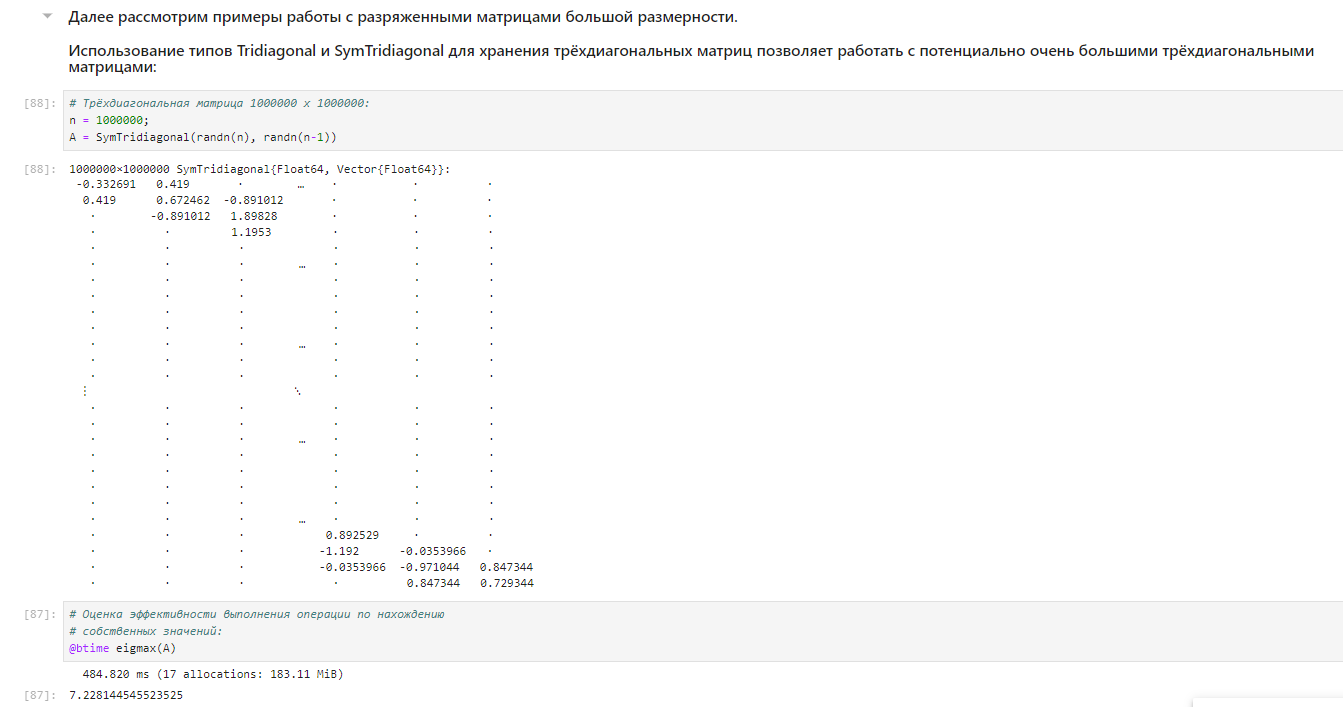 Далее рассмотрим примеры работы с разряженными матрицами большой размерности.
Использование типов Tridiagonal и SymTridiagonal для хранения трёхдиагональных матриц позволяет работать с потенциально очень большими трёхдиагональными
матрицами:
[88]: # Трёхдиагональная матрица 1000000 x 1000000:
n = 1000000;
A = SymTridiagonal(randn(n), randn(n-1))
[88]: 1000000×1000000 SymTridiagonal{Float64, Vector{Float64}}:
-0.332691 0.419 ⋅ … ⋅ ⋅ ⋅
0.419 0.672462 -0.891012 ⋅ ⋅ ⋅
⋅ -0.891012 1.89828 ⋅ ⋅ ⋅
⋅ ⋅ 1.1953 ⋅ ⋅ ⋅
⋅ ⋅ ⋅ ⋅ ⋅ ⋅
⋅ ⋅ ⋅ … ⋅ ⋅ ⋅
⋅ ⋅ ⋅ ⋅ ⋅ ⋅
⋅ ⋅ ⋅ ⋅ ⋅ ⋅
⋅ ⋅ ⋅ ⋅ ⋅ ⋅
⋅ ⋅ ⋅ ⋅ ⋅ ⋅
⋅ ⋅ ⋅ … ⋅ ⋅ ⋅
⋅ ⋅ ⋅ ⋅ ⋅ ⋅
⋅ ⋅ ⋅ ⋅ ⋅ ⋅
⋮ ⋱
⋅ ⋅ ⋅ ⋅ ⋅ ⋅
⋅ ⋅ ⋅ ⋅ ⋅ ⋅
⋅ ⋅ ⋅ … ⋅ ⋅ ⋅
⋅ ⋅ ⋅ ⋅ ⋅ ⋅
⋅ ⋅ ⋅ ⋅ ⋅ ⋅
⋅ ⋅ ⋅ ⋅ ⋅ ⋅
⋅ ⋅ ⋅ ⋅ ⋅ ⋅
⋅ ⋅ ⋅ … ⋅ ⋅ ⋅
⋅ ⋅ ⋅ 0.892529 ⋅ ⋅
⋅ ⋅ ⋅ -1.192 -0.0353966 ⋅
⋅ ⋅ ⋅ -0.0353966 -0.971044 0.847344
⋅ ⋅ ⋅ ⋅ 0.847344 0.729344
[87]: # Оценка эффективности выполнения операции по нахождению
# собственных значений:
@btime eigmax(A)
484.820 ms (17 allocations: 183.11 MiB)
[87]: 7.228144545523525